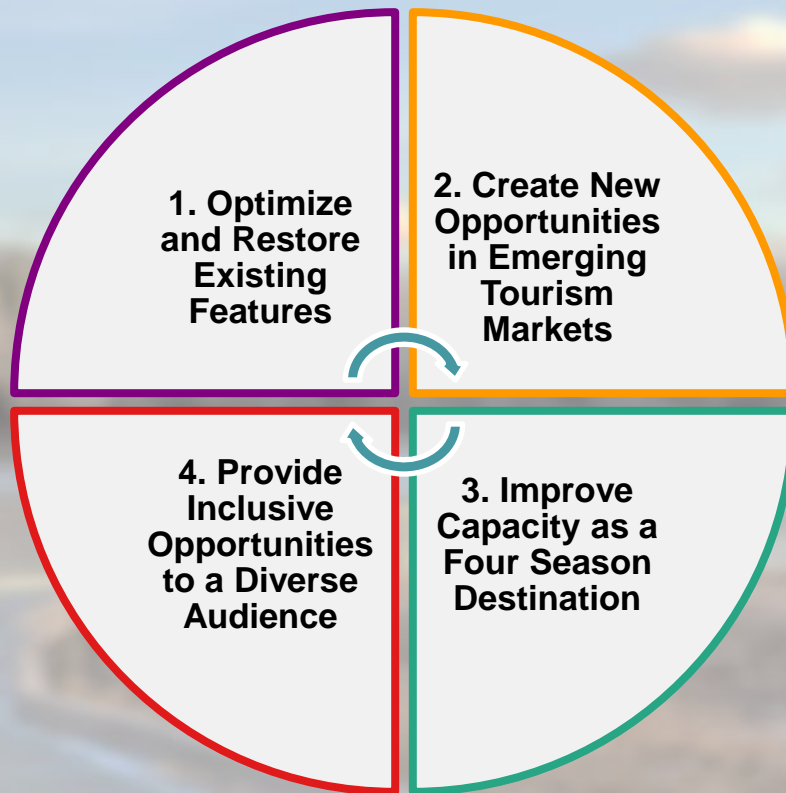 1. Optimize
and Restore
Existing
Features
2. Create New
Opportunities
in Emerging
Tourism
Markets
3. Improve
Capacity as a
Four Season
Destination
4. Provide
Inclusive
Opportunities
to a Diverse
Audience